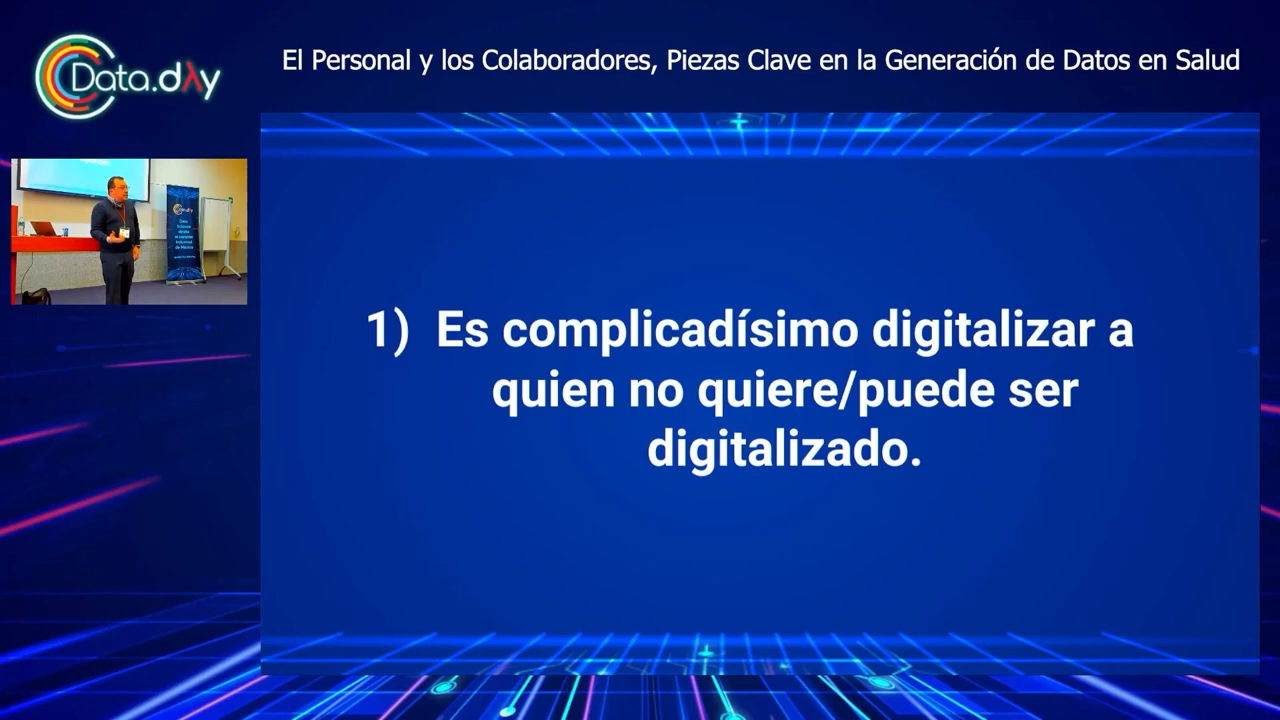 Data.dAy
El Personal y los Colaboradores, Piezas Clave en la Generación de Datos en Salud
1) Es complicadísimo digitalizar a
quien no quiere/puede ser
digitalizado.